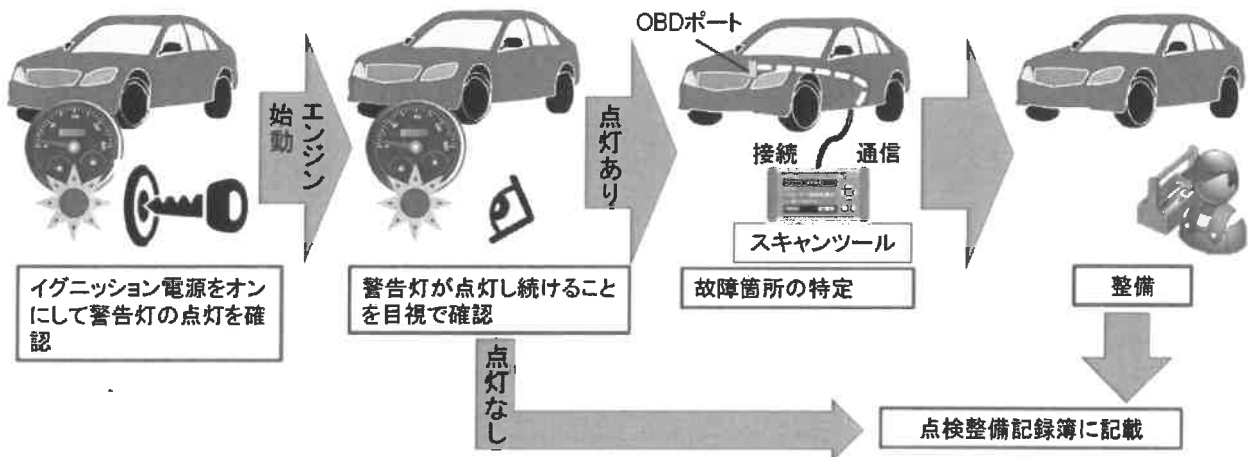 OBDポート
エンジン
始動
点灯あり
接続 通信
スキャンツール
イグニッション電源をオン
にして警告灯の点灯を確
認
警告灯が点灯し続けること
を目視で確認
故障箇所の特定
整備
点灯なし
点検整備記録簿に記載